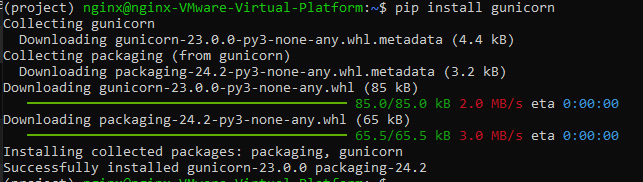 (project) nginx@nginx-VMware-Virtual-Platform:~$ pip install gunicorn
Collecting gunicorn
  Downloading gunicorn-23.0.0-py3-none-any.whl.metadata (4.4 kB)
Collecting packaging (from gunicorn)
  Downloading packaging-24.2-py3-none-any.whl.metadata (3.2 kB)
Downloading gunicorn-23.0.0-py3-none-any.whl (85 kB)
85.0/85.0 kB 2.0 MB/s eta 0:00:00
Downloading packaging-24.2-py3-none-any.whl (65 kB)
65.5/65.5 kB 3.0 MB/s eta 0:00:00
Installing collected packages: packaging, gunicorn
Successfully installed gunicorn-23.0.0 packaging-24.2
(project) nginx@nginx-VMware-Virtual-Platform:~$